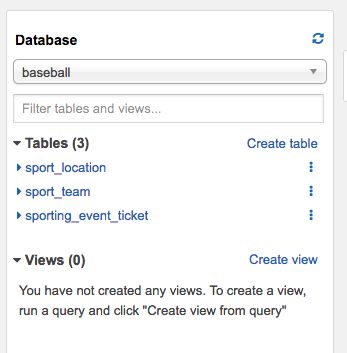 Database
baseball
Filter tables and views...
Tables (3) Create table
sport_location
sport_team
sporting_event_ticket
Views (0) Create view
You have not created any views. To create a view,
run a query and click "Create view from query"